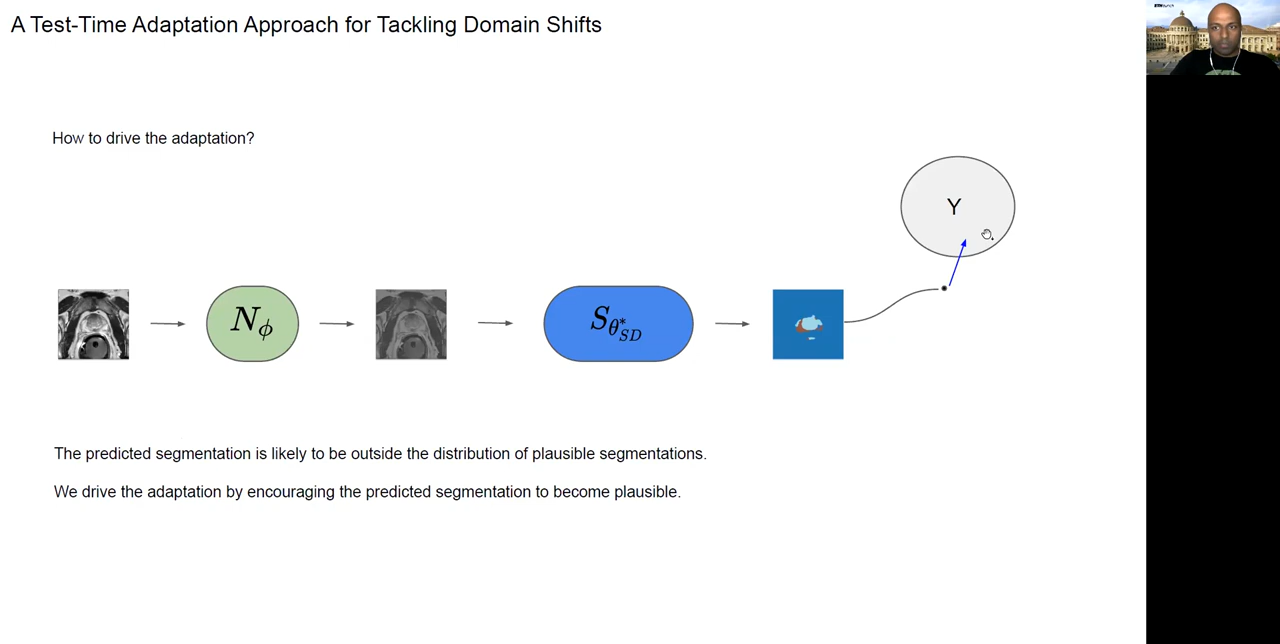 A Test-Time Adaptation Approach for Tackling Domain Shifts
How to drive the adaptation?
Y
N_ϕ
S_{θ^*_{SD}}
The predicted segmentation is likely to be outside the distribution of plausible segmentations.
We drive the adaptation by encouraging the predicted segmentation to become plausible.